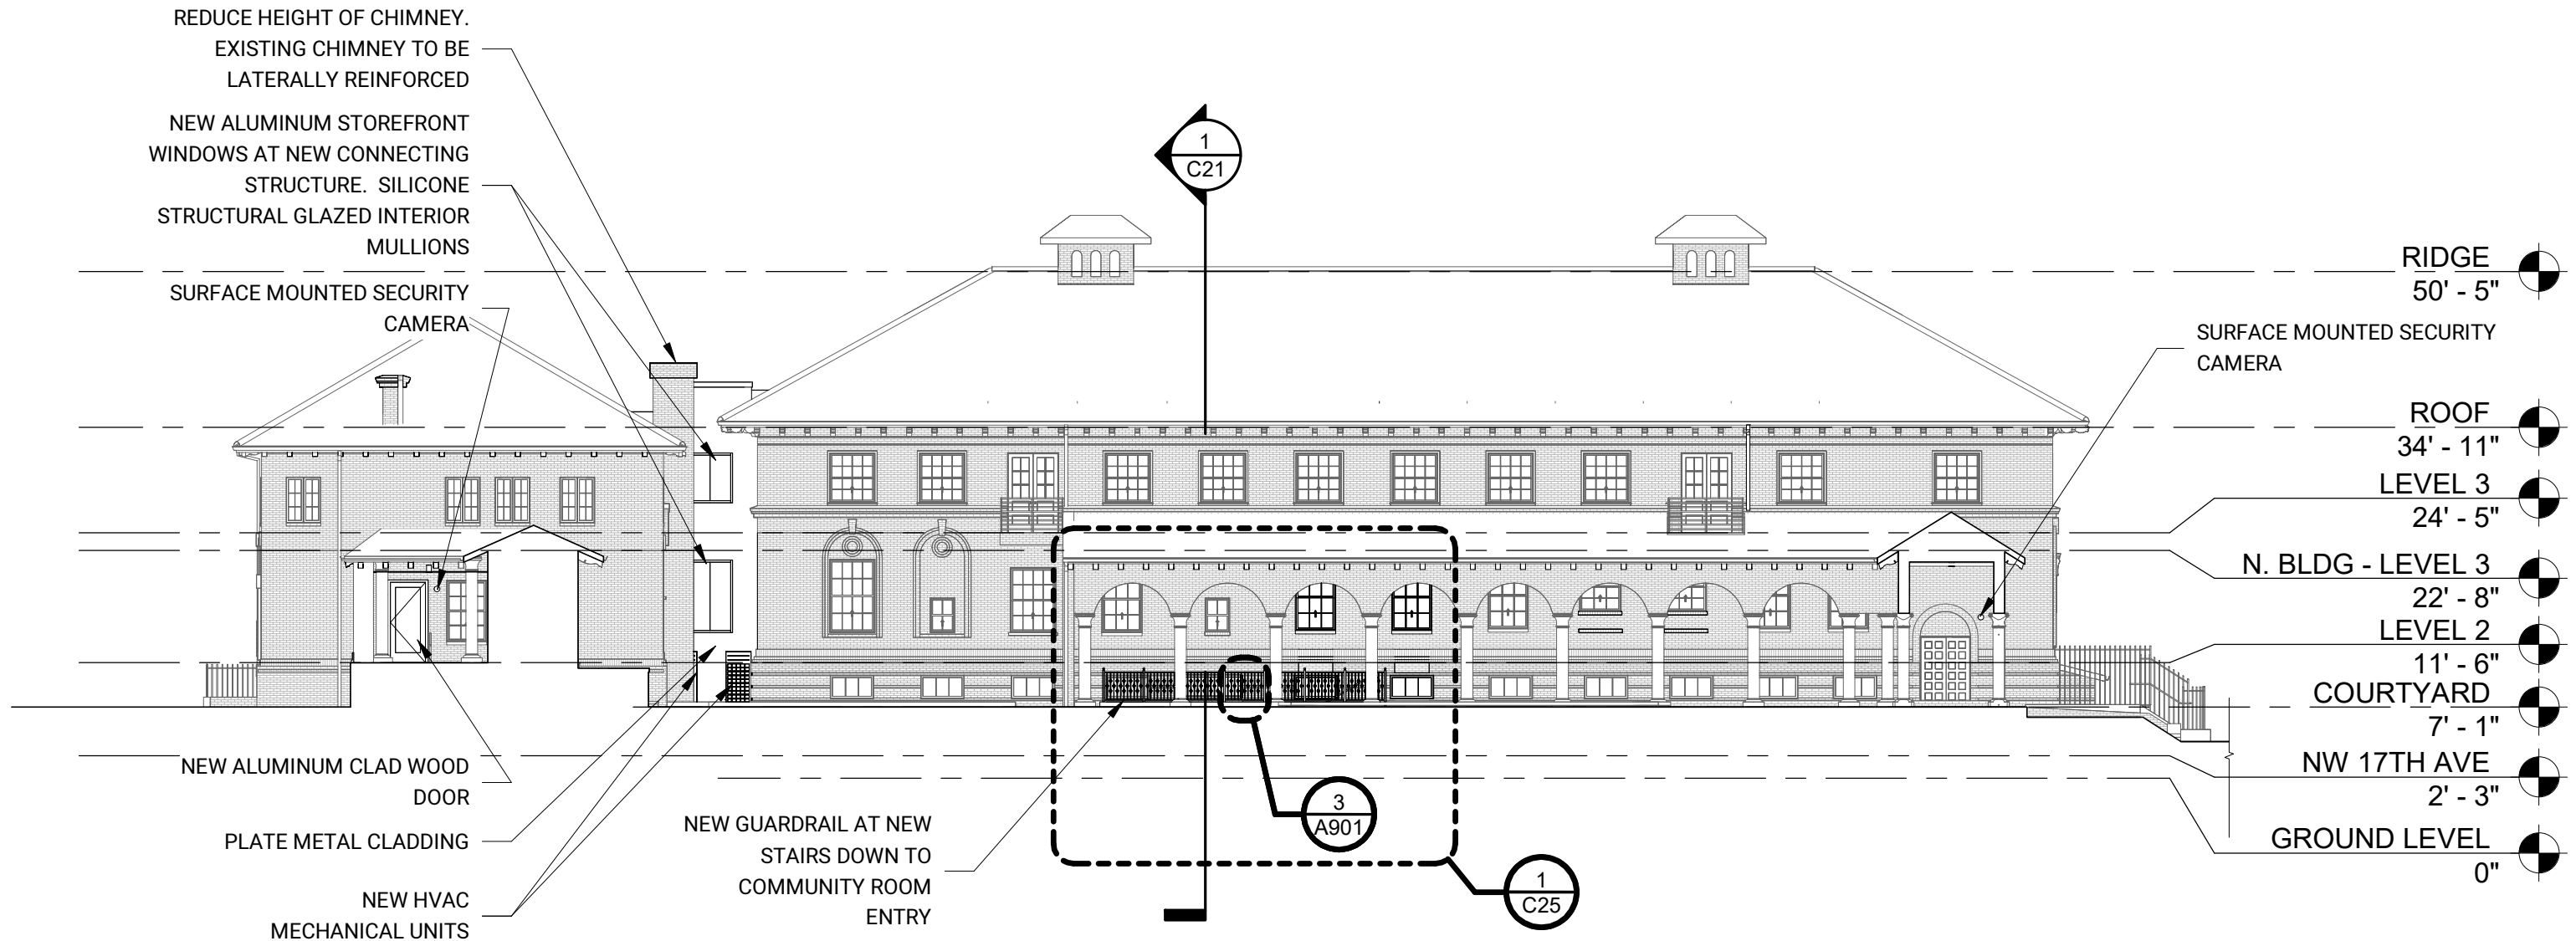 REDUCE HEIGHT OF CHIMNEY.
EXISTING CHIMNEY TO BE
LATERALLY REINFORCED
NEW ALUMINUM STOREFRONT
WINDOWS AT NEW CONNECTING
STRUCTURE. SILICONE
STRUCTURAL GLAZED INTERIOR
MULLIONS
SURFACE MOUNTED SECURITY
CAMERA
1
C21
RIDGE
50' - 5"
SURFACE MOUNTED SECURITY
CAMERA
ROOF
34' - 11"
LEVEL 3
24' - 5"
N. BLDG - LEVEL 3
22' - 8"
LEVEL 2
11' - 6"
COURTYARD
7' - 1"
NW 17TH AVE
2' - 3"
GROUND LEVEL
0"
NEW ALUMINUM CLAD WOOD
DOOR
PLATE METAL CLADDING
NEW HVAC
MECHANICAL UNITS
NEW GUARDRAIL AT NEW
STAIRS DOWN TO
COMMUNITY ROOM
ENTRY
3
A901
1
C25